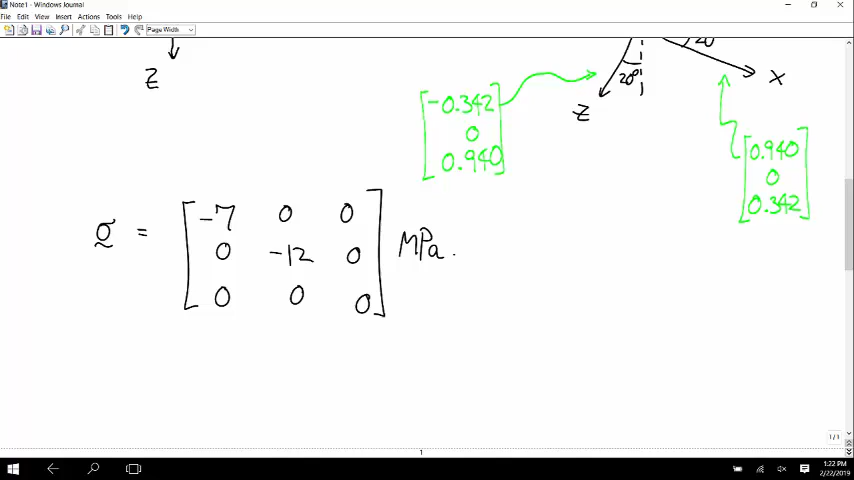 Note1 - Windows Journal
File Edit View Insert Actions Tools Help
Page Width
20
Z
20°
X
Z
[-0.342
0
0.940]
[0.940
0
0.342]
σ = [-7 0 0
0 -12 0
0 0 0] MPa.
1/1
1
1:22 PM
2/22/2019